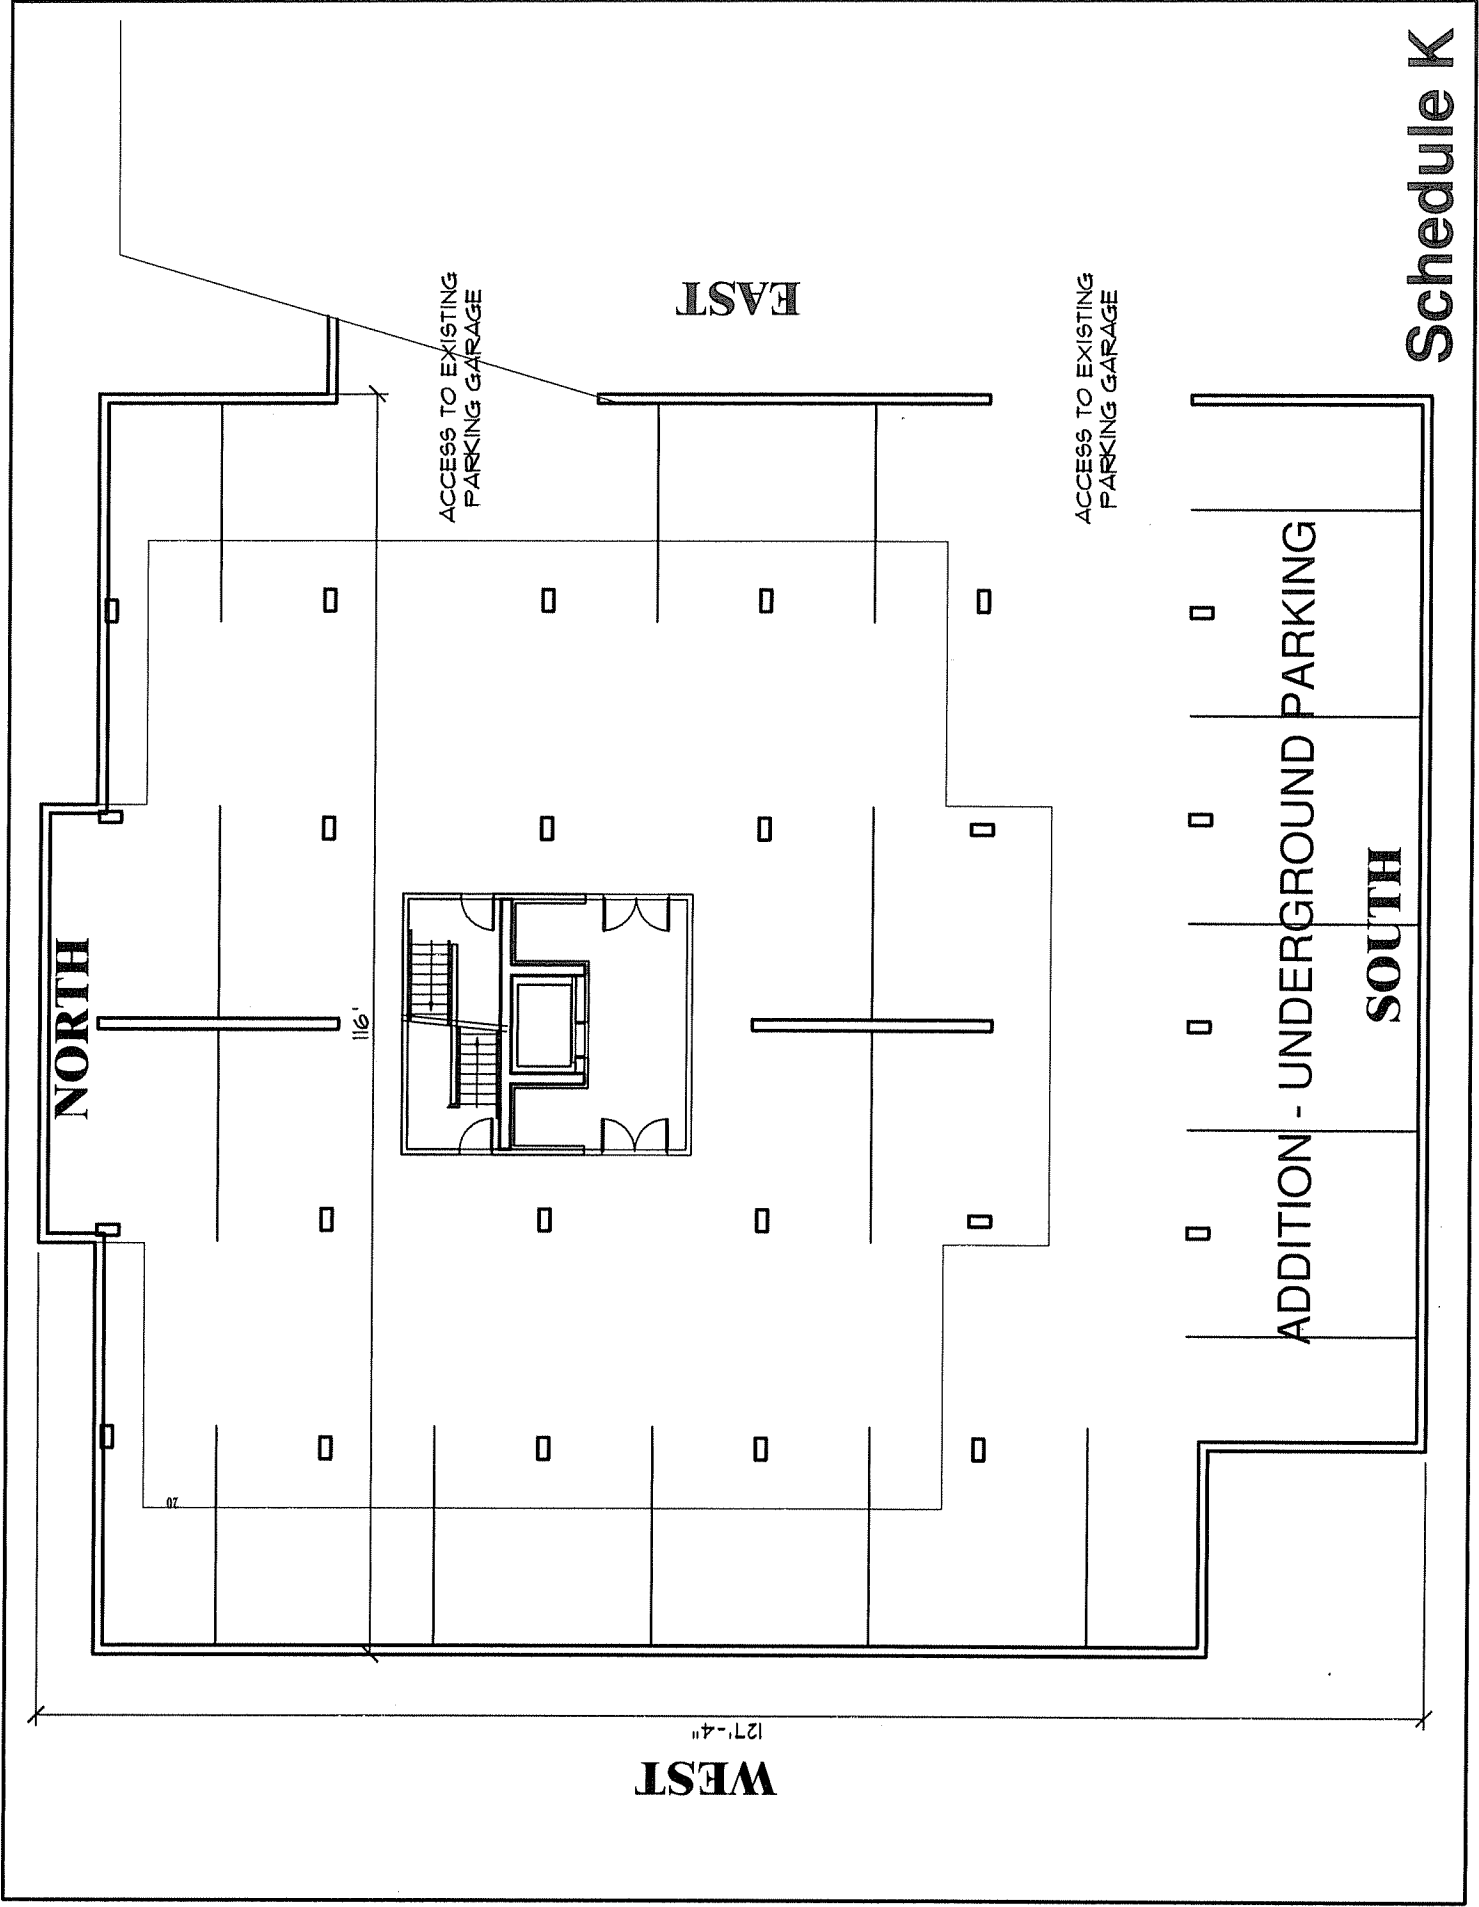 NORTH
116'
ACCESS TO EXISTING
PARKING GARAGE
EAST
ACCESS TO EXISTING
PARKING GARAGE
20
127'-4"
WEST
ADDITION - UNDERGROUND PARKING
SOUTH
Schedule K